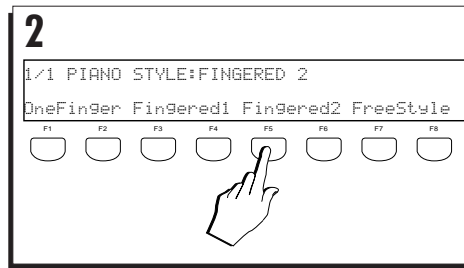 2
1/1 PIANO STYLE:FINGERED 2
OneFinger Fingered1 Fingered2 FreeStyle
F1 F2 F3 F4 F5 F6 F7 F8